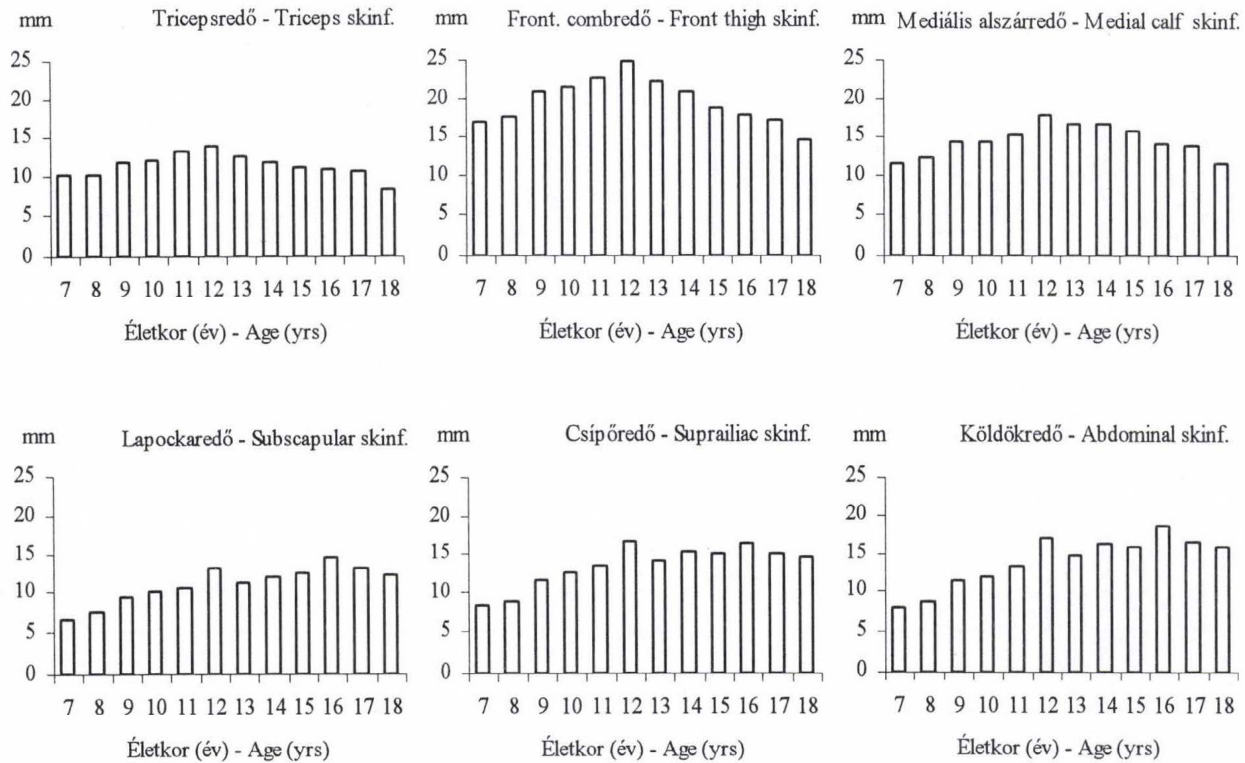 mm Tricepsredő - Triceps skinf.
25
20
15
10
5
0
7 8 9 10 11 12 13 14 15 16 17 18
Életkor (év) - Age (yrs)
mm Front. combredő - Front thigh skinf.
25
20
15
10
5
0
7 8 9 10 11 12 13 14 15 16 17 18
Életkor (év) - Age (yrs)
mm Mediális alszárredő - Medial calf skinf.
25
20
15
10
5
0
7 8 9 10 11 12 13 14 15 16 17 18
Életkor (év) - Age (yrs)
mm Lapockaredő - Subscapular skinf.
25
20
15
10
5
0
7 8 9 10 11 12 13 14 15 16 17 18
Életkor (év) - Age (yrs)
mm Csípőredő - Suprailiac skinf.
25
20
15
10
5
0
7 8 9 10 11 12 13 14 15 16 17 18
Életkor (év) - Age (yrs)
mm Köldökredő - Abdominal skinf.
25
20
15
10
5
0
7 8 9 10 11 12 13 14 15 16 17 18
Életkor (év) - Age (yrs)